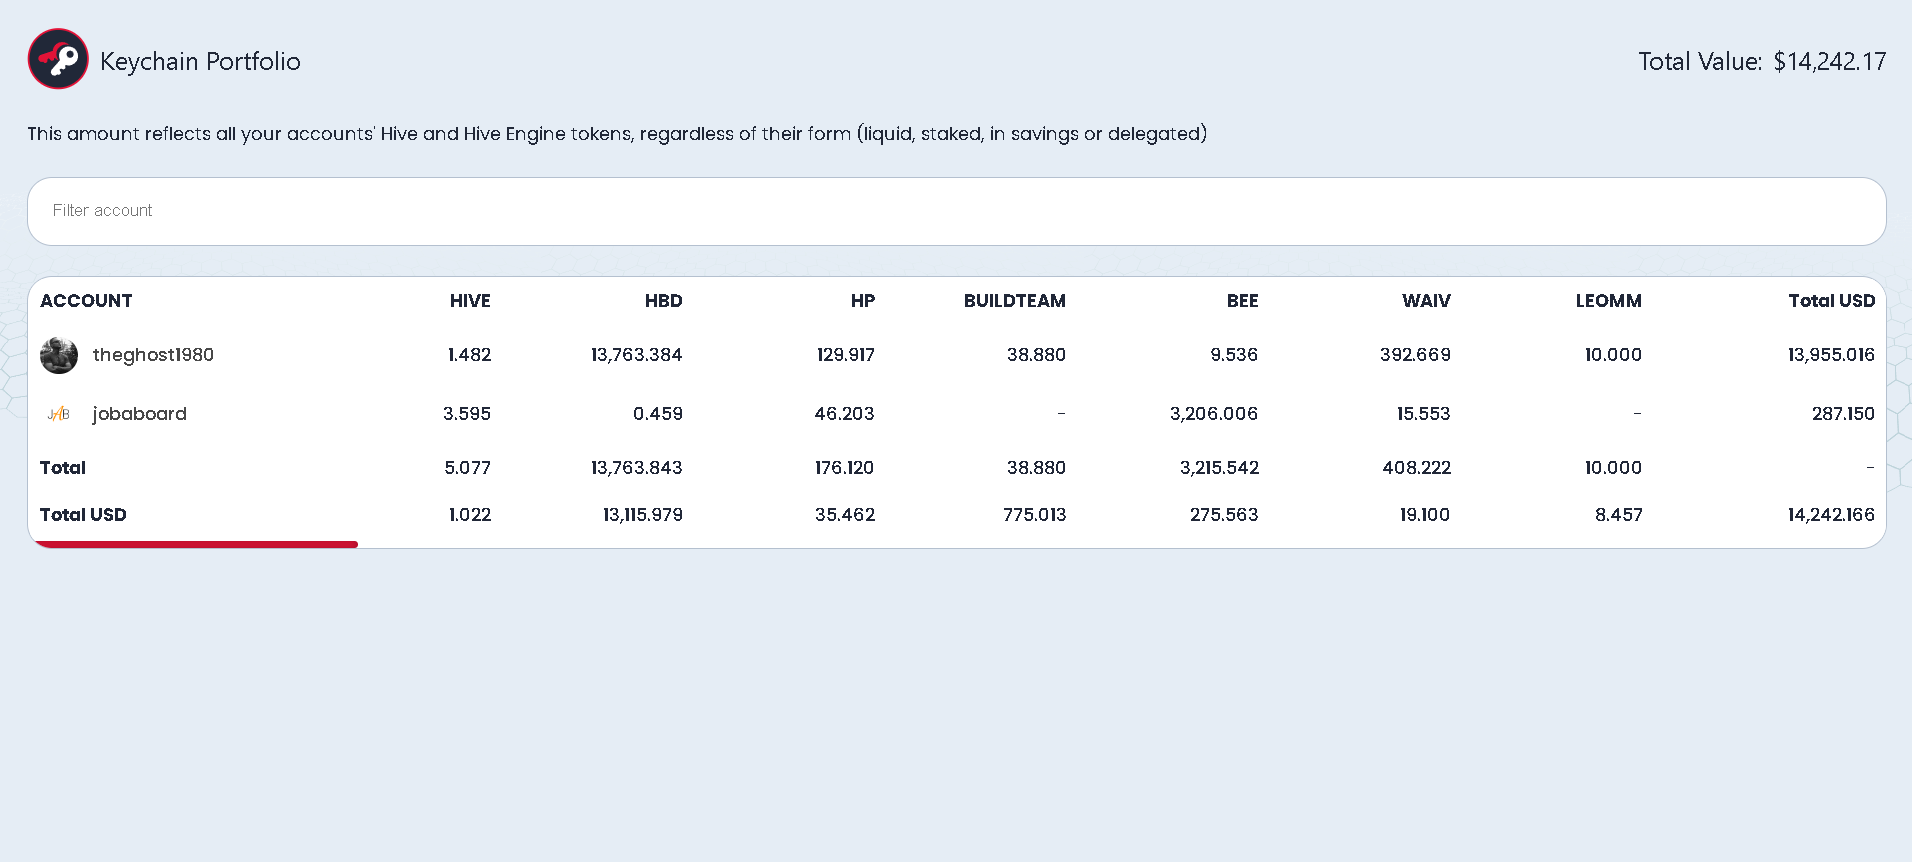 Keychain Portfolio Total Value: $14,242.17
This amount reflects all your accounts' Hive and Hive Engine tokens, regardless of their form (liquid, staked, in savings or delegated)
Filter account
ACCOUNT HIVE HBD HP BUILDTEAM BEE WAIV LEOMM Total USD
theghost1980 1.482 13,763.384 129.917 38.880 9.536 392.669 10.000 13,955.016
JAB jobaboard 3.595 0.459 46.203 - 3,206.006 15.553 - 287.150
Total 5.077 13,763.843 176.120 38.880 3,215.542 408.222 10.000 -
Total USD 1.022 13,115.979 35.462 775.013 275.563 19.100 8.457 14,242.166